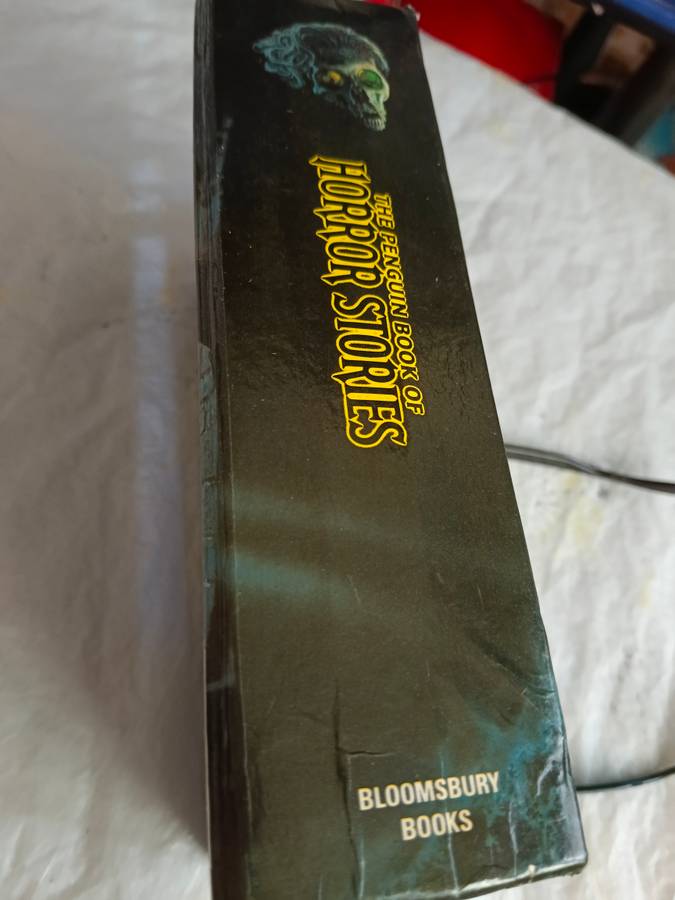 THE PENGUIN BOOK OF
HORROR STORIES
BLOOMSBURY
BOOKS